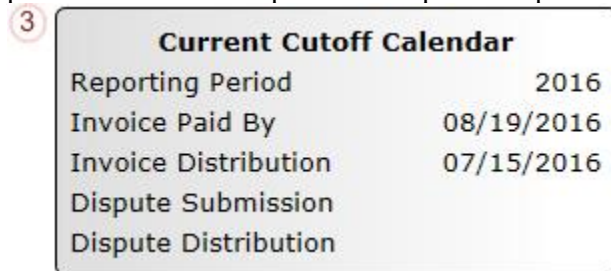 3
Current Cutoff Calendar
Reporting Period 2016
Invoice Paid By 08/19/2016
Invoice Distribution 07/15/2016
Dispute Submission
Dispute Distribution